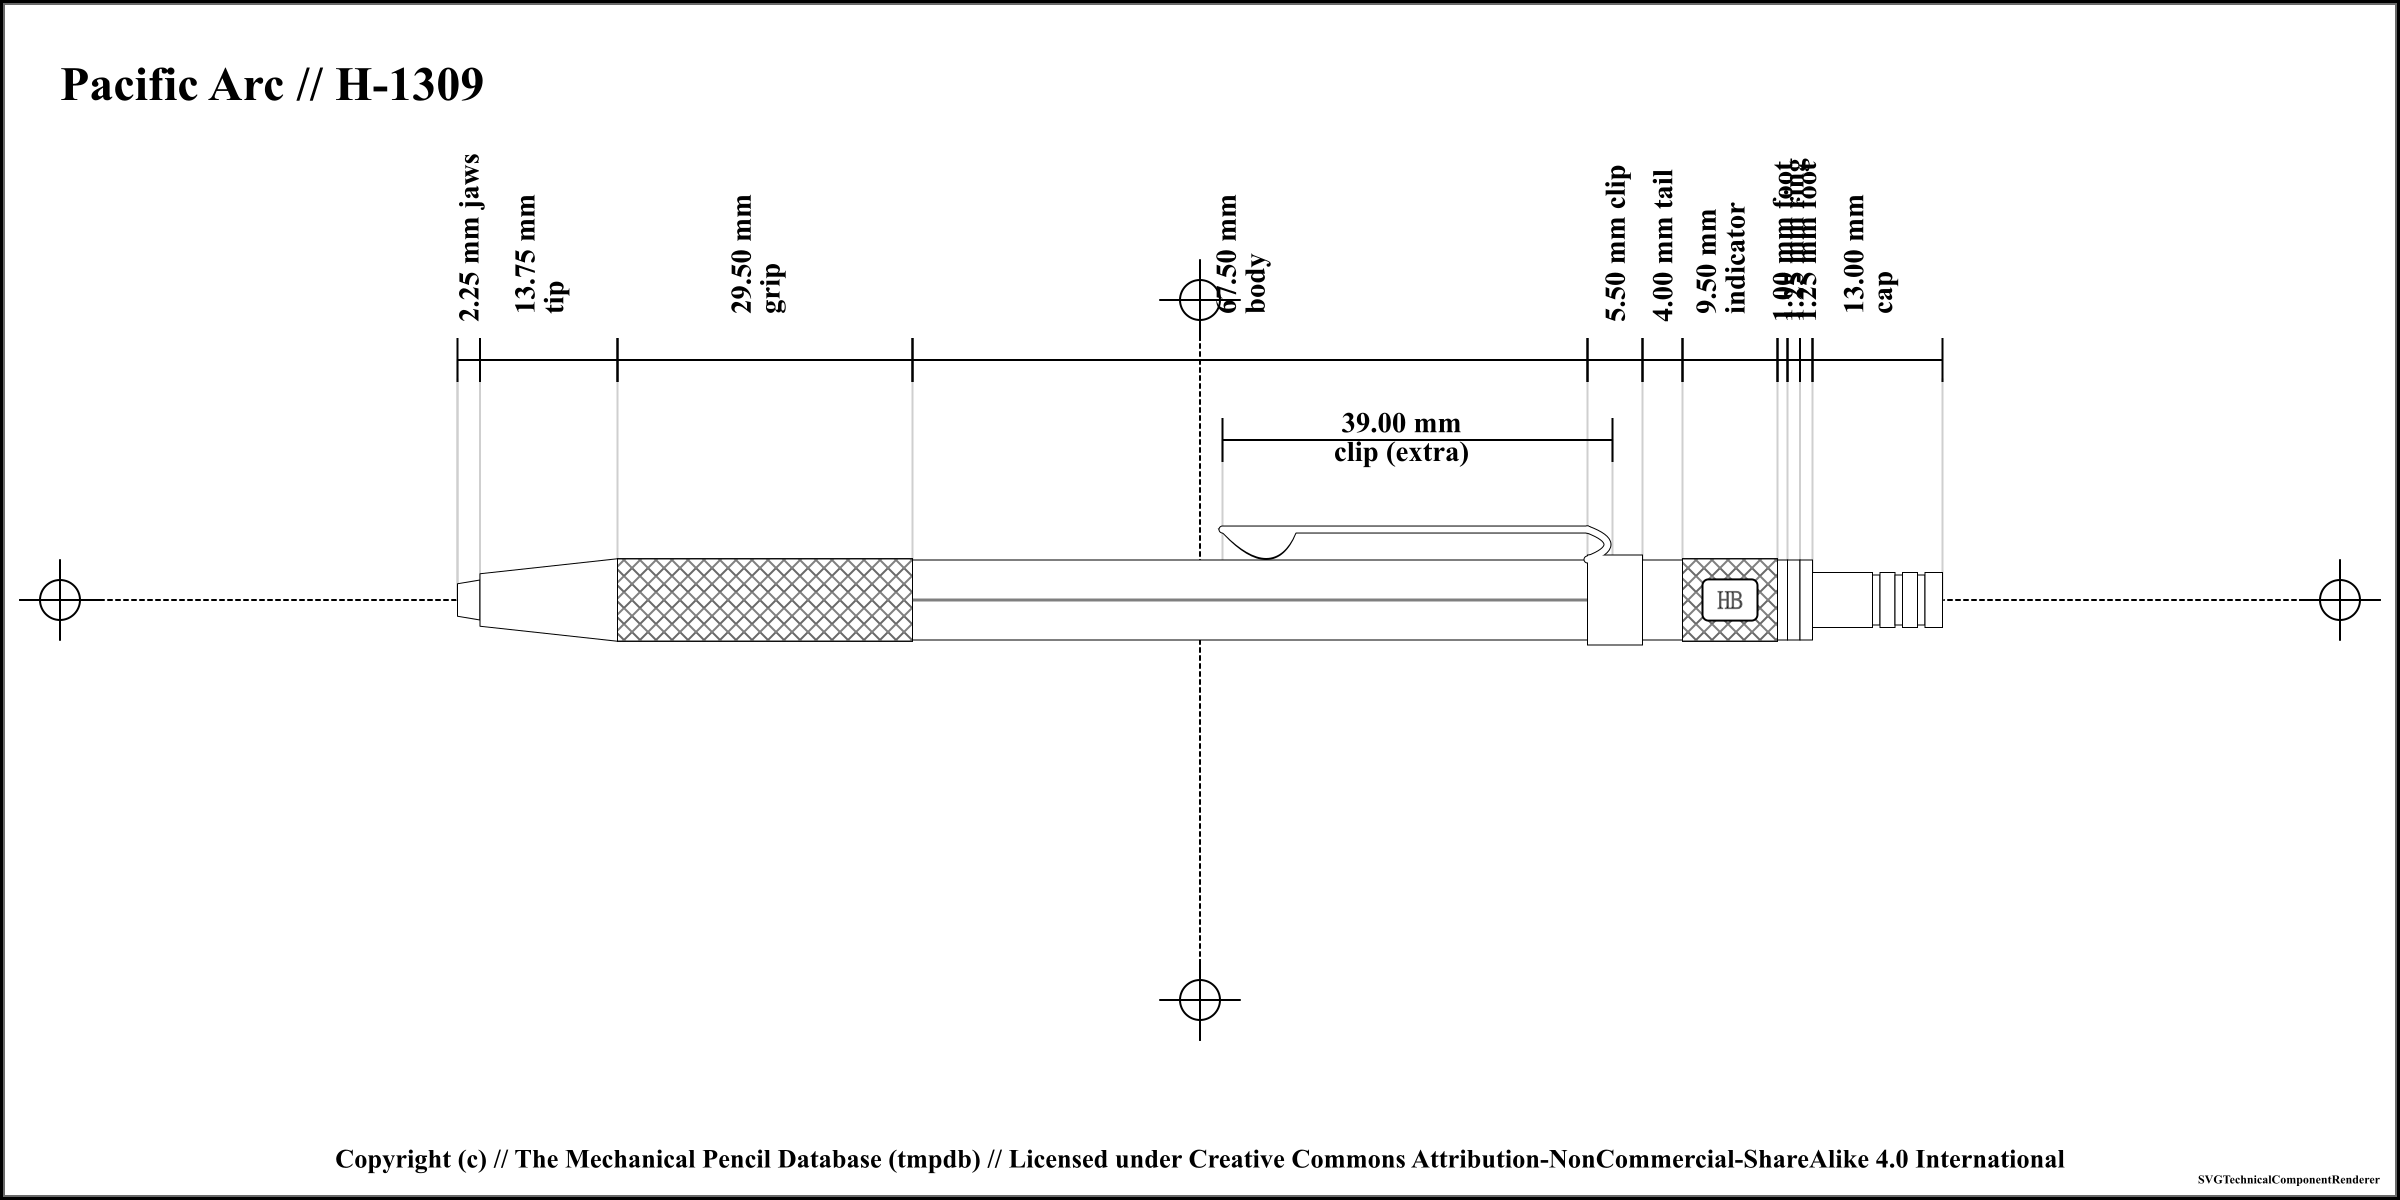 Pacific Arc // H-1309
2.25 mm jaws
13.75 mm
tip
29.50 mm
grip
67.50 mm
body
5.50 mm clip
4.00 mm tail
9.50 mm
indicator
1.00 mm foot
1.25 mm ring
1.25 mm foot
13.00 mm
cap
39.00 mm
clip (extra)
HB
Copyright (c) // The Mechanical Pencil Database (tmpdb) // Licensed under Creative Commons Attribution-NonCommercial-ShareAlike 4.0 International
SVGTechnicalComponentRenderer